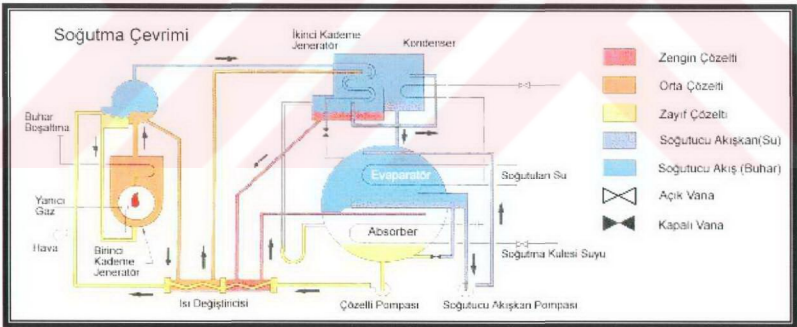 Soğutma Çevrimi
İkinci Kademe
Jeneratör
Kondenser
Buhar
Boşaltma
Yanıcı
Gaz
Hava
Birinci
Kademe
Jeneratör
Isı Değiştiricisi
Evaparatör
Absorber
Çözelti Pompası
Soğutucu Akışkan Pompası
Soğutulan Su
Soğutma Kulesi Suyu
Zengin Çözelti
Orta Çözelti
Zayıf Çözelti
Soğutucu Akışkan(Su)
Soğutucu Akış (Buhar)
Açık Vana
Kapalı Vana